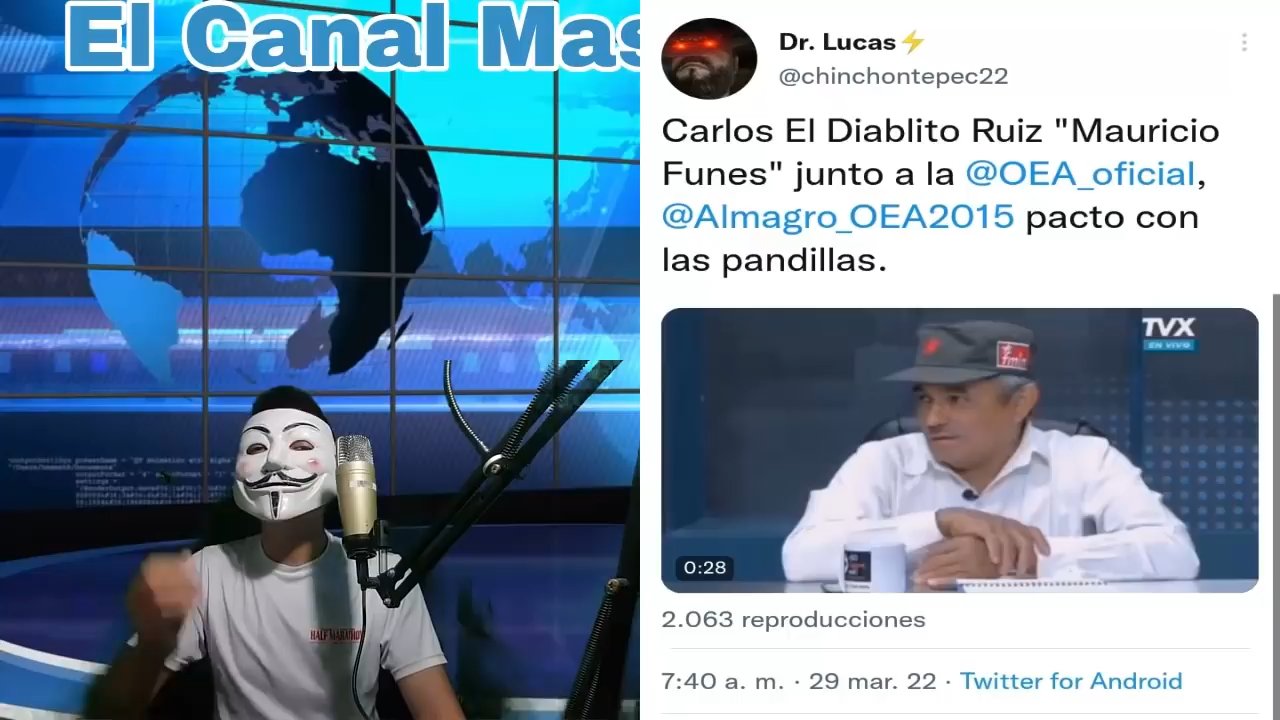 El Canal Mas
HALF MARATHON
Dr. Lucas⚡
@chinchontepec22
Carlos El Diablito Ruiz "Mauricio
Funes" junto a la @OEA_oficial,
@Almagro_OEA2015 pacto con
las pandillas.
TVX
EN VIVO
fmln
0:28
2.063 reproducciones
7:40 a. m. · 29 mar. 22 · Twitter for Android